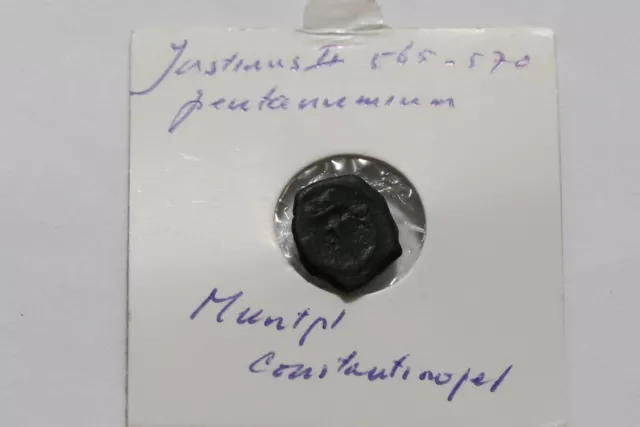 Justinus II 565-570
pentanummium
Muntpl
Constantinopel